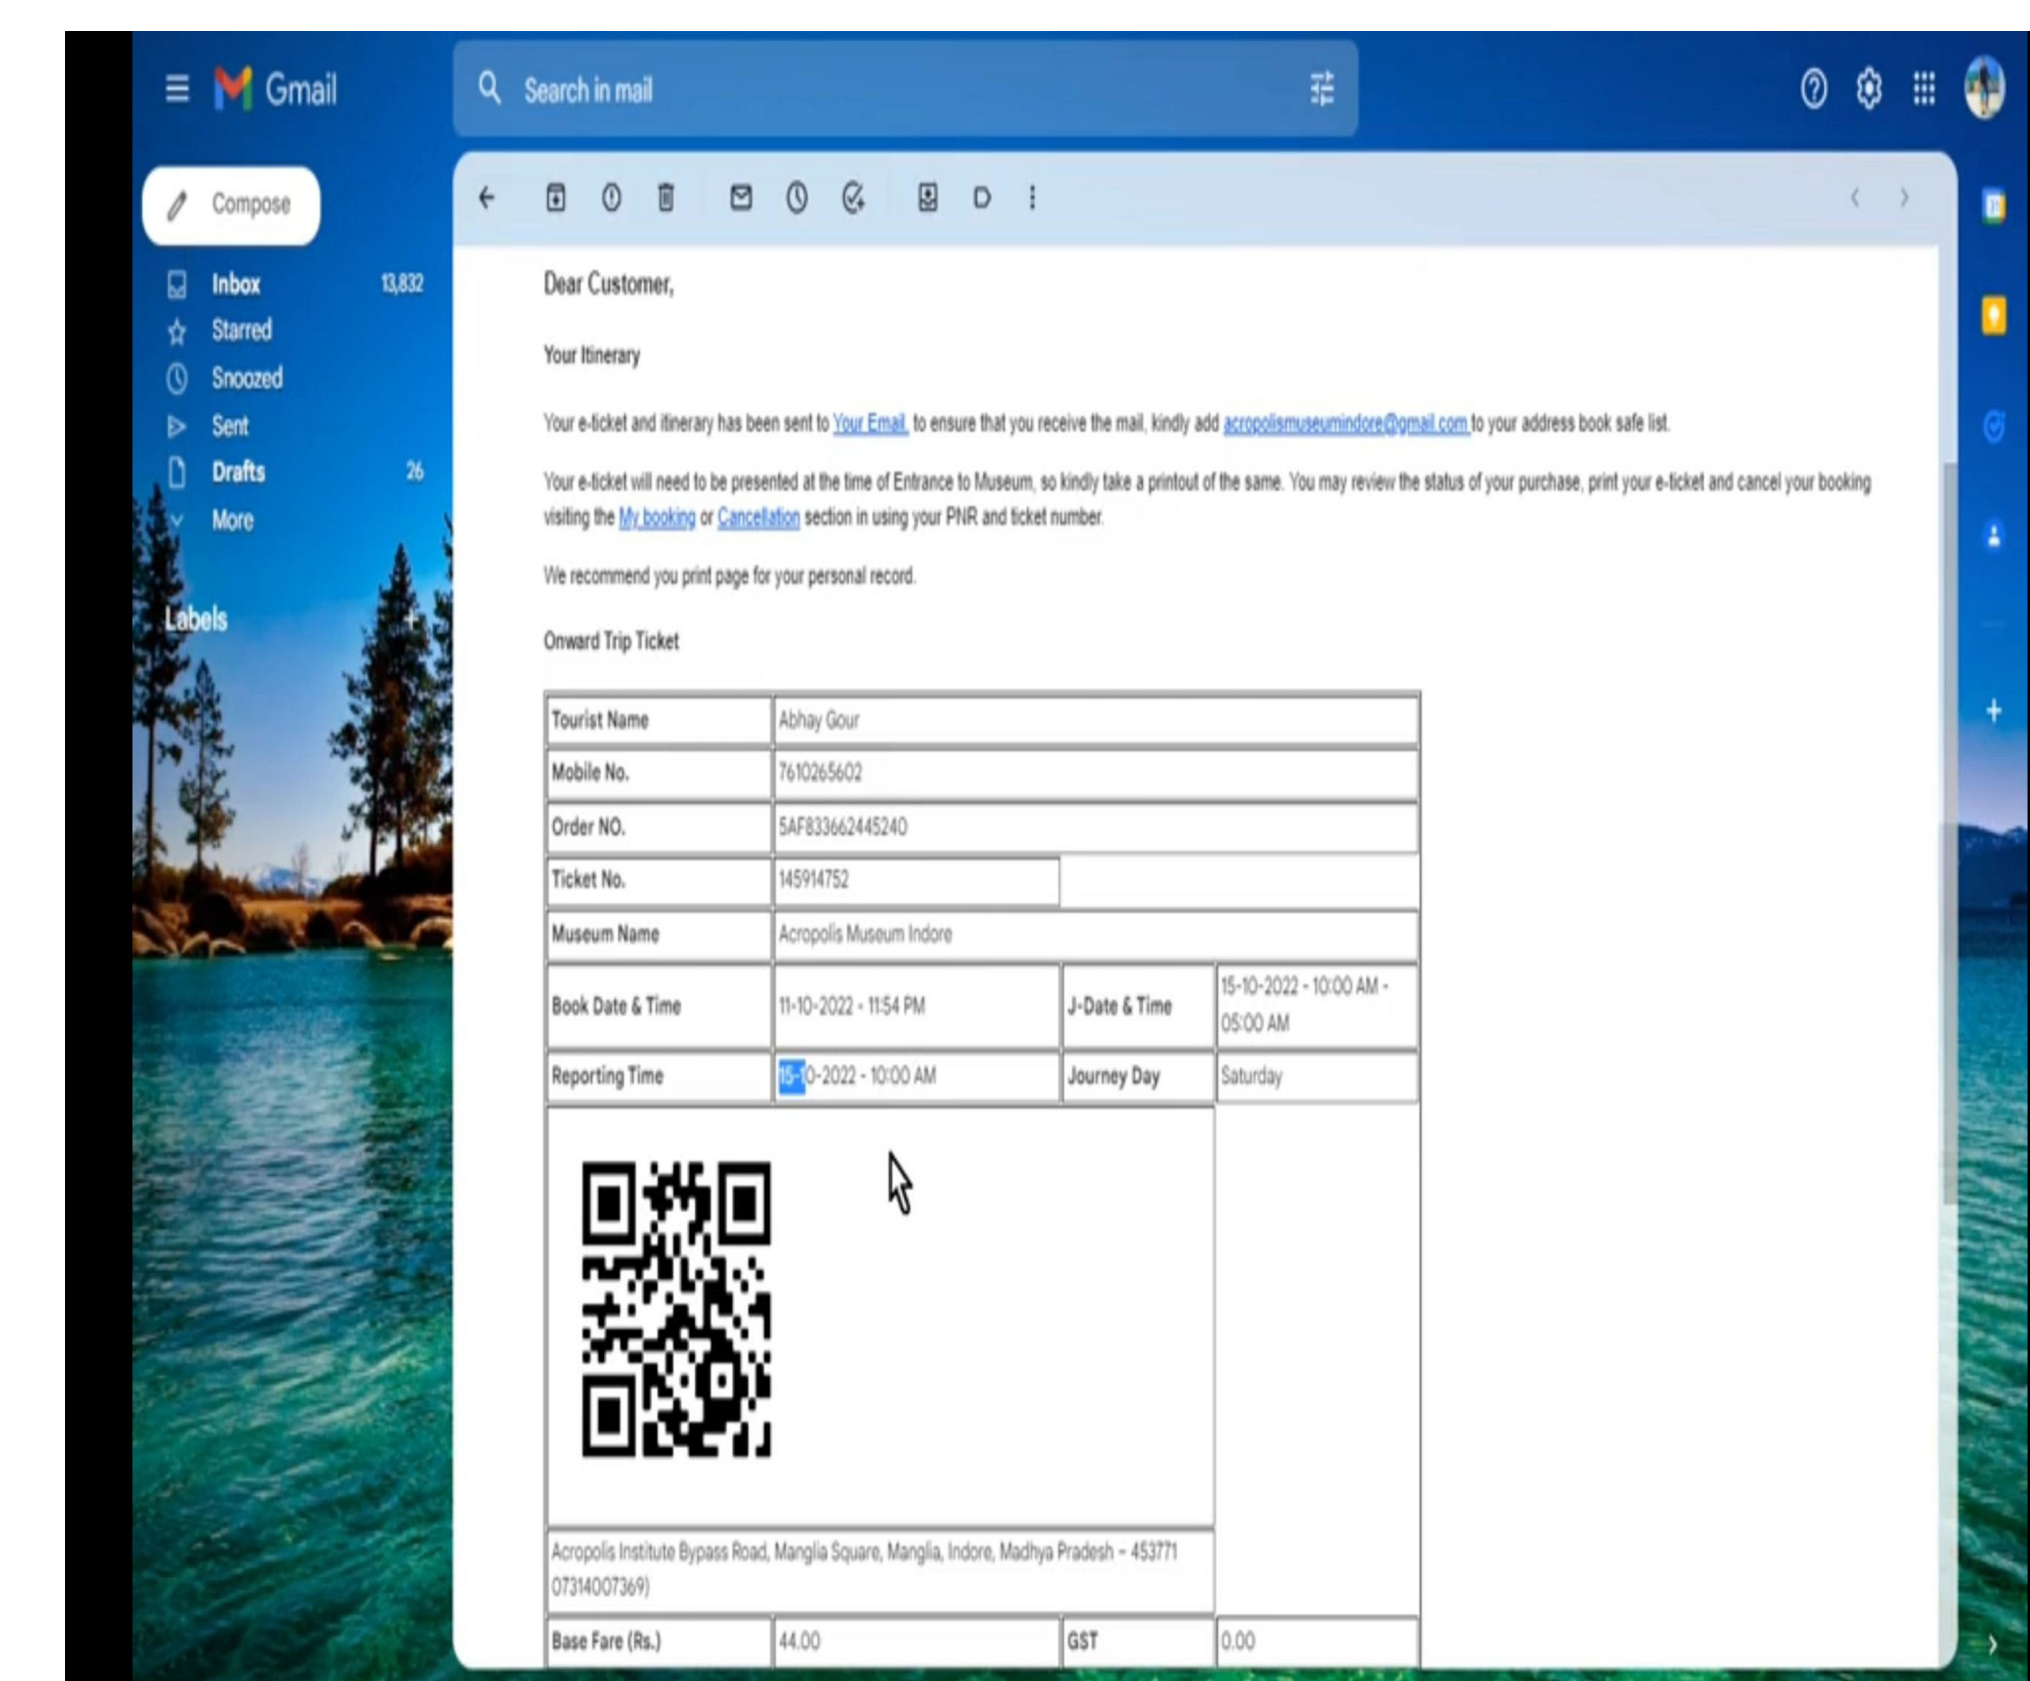 Gmail
Search in mail
Compose
Inbox 13,832
Starred
Snoozed
Sent
Drafts 26
More
Labels
Dear Customer,
Your Itinerary
Your e-ticket and itinerary has been sent to Your Email, to ensure that you receive the mail, kindly add acropolismuseumindore@gmail.com to your address book safe list.
Your e-ticket will need to be presented at the time of Entrance to Museum, so kindly take a printout of the same. You may review the status of your purchase, print your e-ticket and cancel your booking
visiting the My booking or Cancellation section in using your PNR and ticket number.
We recommend you print page for your personal record.
Onward Trip Ticket
Tourist Name Abhay Gour
Mobile No. 7610265602
Order NO. 5AF833662445240
Ticket No. 145914752
Museum Name Acropolis Museum Indore
Book Date & Time 11-10-2022 - 11:54 PM J-Date & Time 15-10-2022 - 10:00 AM -
05:00 AM
Reporting Time 15-10-2022 - 10:00 AM Journey Day Saturday
Acropolis Institute Bypass Road, Manglia Square, Manglia, Indore, Madhya Pradesh – 453771
07314007369)
Base Fare (Rs.) 44.00 GST 0.00